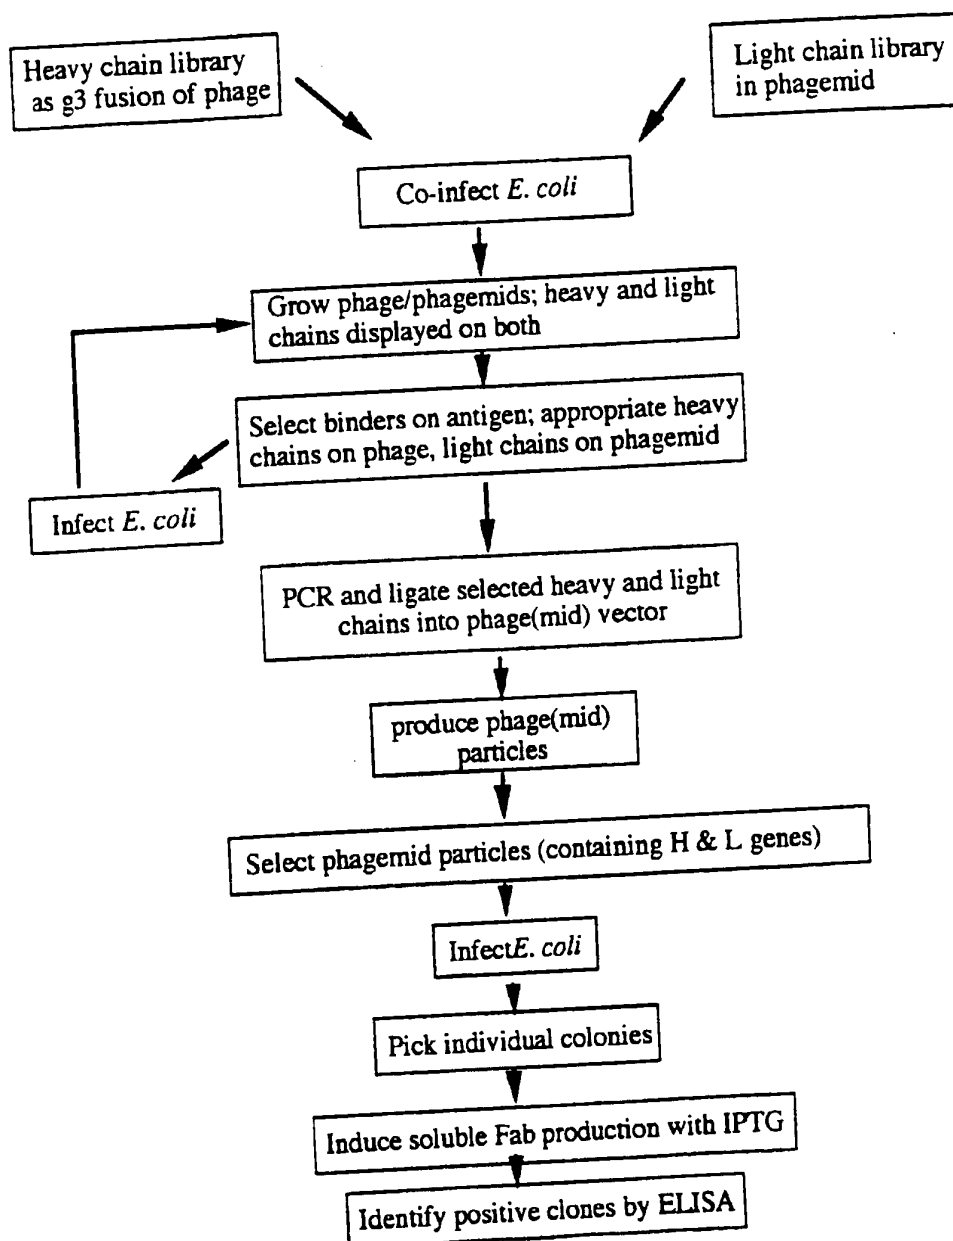 Heavy chain library
as g3 fusion of phage
Light chain library
in phagemid
Co-infect E. coli
Grow phage/phagemids; heavy and light
chains displayed on both
Select binders on antigen; appropriate heavy
chains on phage, light chains on phagemid
Infect E. coli
PCR and ligate selected heavy and light
chains into phage(mid) vector
produce phage(mid)
particles
Select phagemid particles (containing H & L genes)
InfectE. coli
Pick individual colonies
Induce soluble Fab production with IPTG
Identify positive clones by ELISA